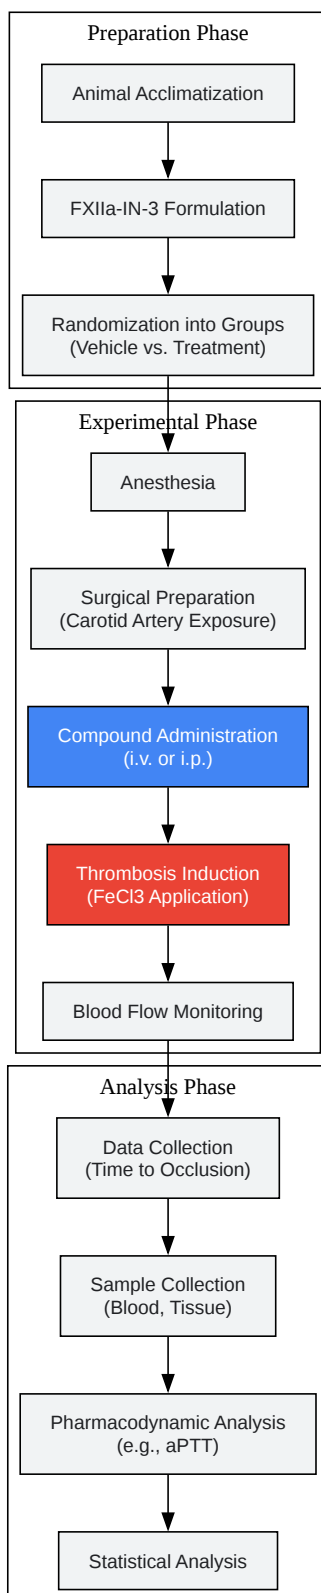 Preparation Phase
Animal Acclimatization
FXIIa-IN-3 Formulation
Randomization into Groups
(Vehicle vs. Treatment)
Experimental Phase
Anesthesia
Surgical Preparation
(Carotid Artery Exposure)
Compound Administration
(i.v. or i.p.)
Thrombosis Induction
(FeCl3 Application)
Blood Flow Monitoring
Analysis Phase
Data Collection
(Time to Occlusion)
Sample Collection
(Blood, Tissue)
Pharmacodynamic Analysis
(e.g., aPTT)
Statistical Analysis